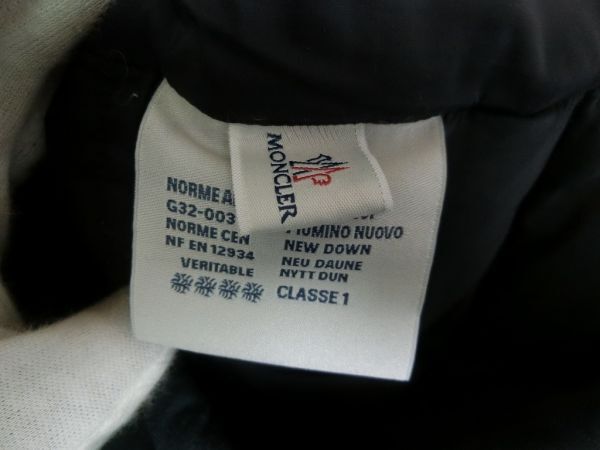 MONCLER
NORME A
G32-003
NORME CEN
NF EN 12934
VERITABLE
PIUMINO NUOVO
NEW DOWN
NEU DAUNE
NYTT DUN
CLASSE 1